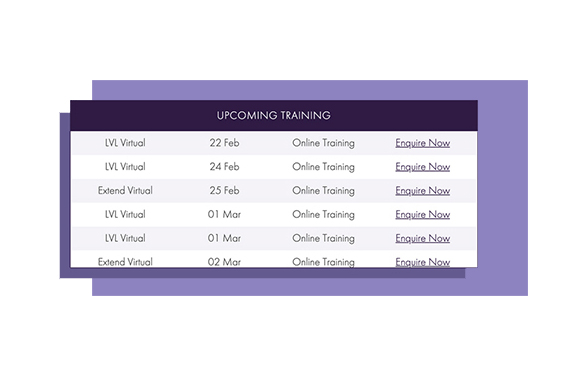 UPCOMING TRAINING
LVL Virtual 22 Feb Online Training Enquire Now
LVL Virtual 24 Feb Online Training Enquire Now
Extend Virtual 25 Feb Online Training Enquire Now
LVL Virtual 01 Mar Online Training Enquire Now
LVL Virtual 01 Mar Online Training Enquire Now
Extend Virtual 02 Mar Online Training Enquire Now